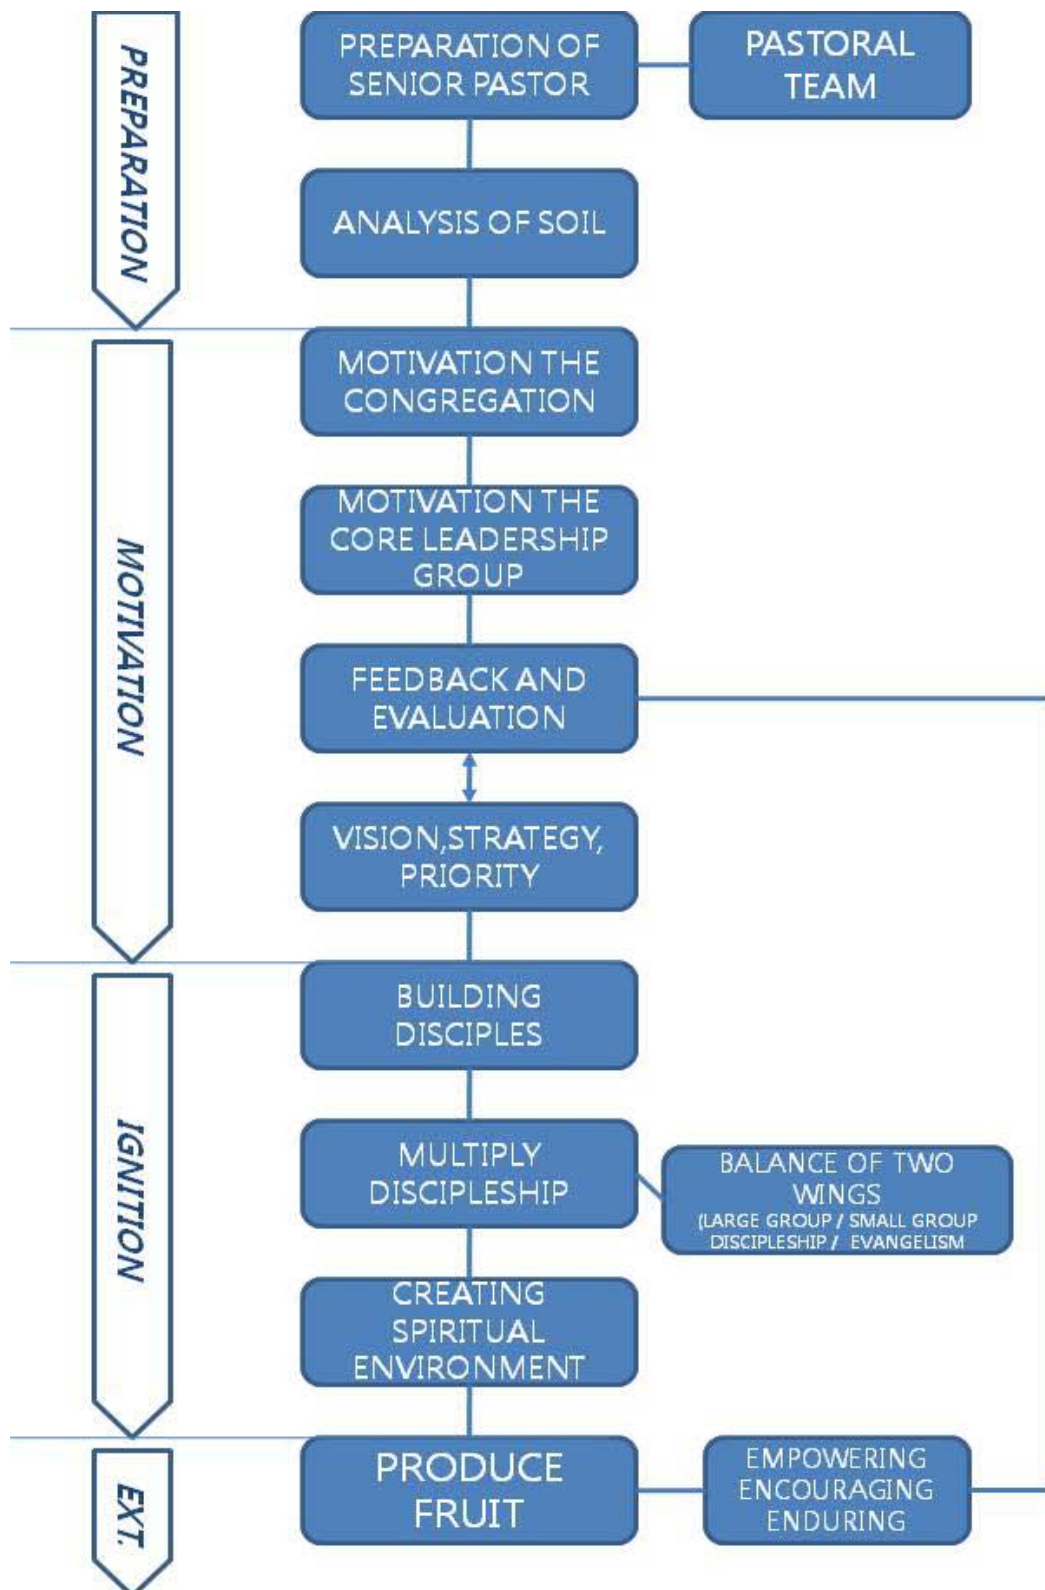 PREPARATION
PREPARATION OF
SENIOR PASTOR
PASTORAL
TEAM
ANALYSIS OF SOIL
MOTIVATION
MOTIVATION THE
CONGREGATION
MOTIVATION THE
CORE LEADERSHIP
GROUP
FEEDBACK AND
EVALUATION
VISION,STRATEGY,
PRIORITY
IGNITION
BUILDING
DISCIPLES
MULTIPLY
DISCIPLESHIP
BALANCE OF TWO
WINGS
(LARGE GROUP / SMALL GROUP
DISCIPLESHIP / EVANGELISM
CREATING
SPIRITUAL
ENVIRONMENT
EXT.
PRODUCE
FRUIT
EMPOWERING
ENCOURAGING
ENDURING